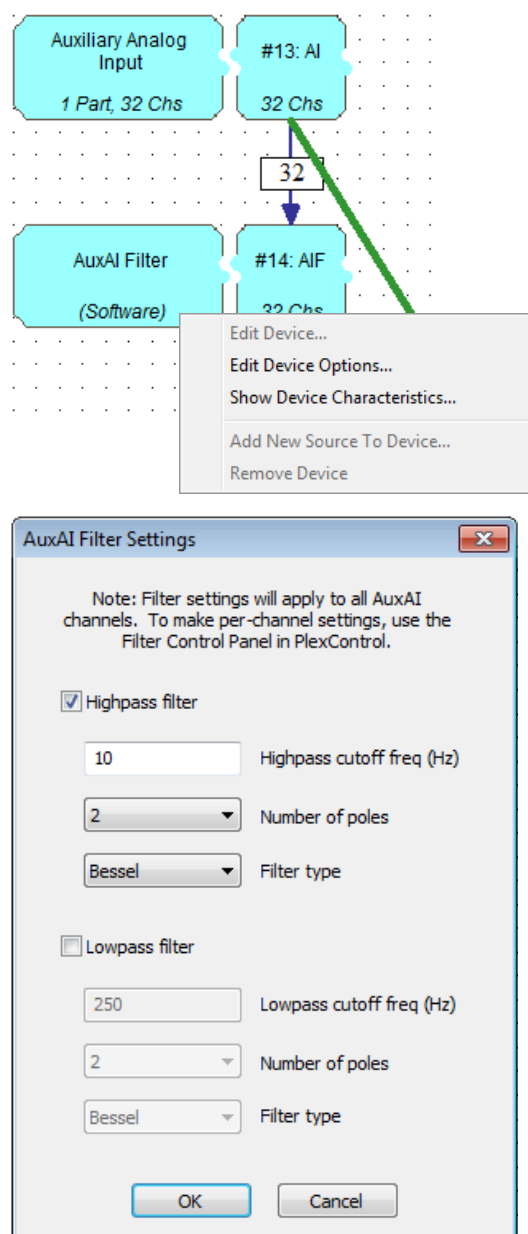 Auxiliary Analog
Input
1 Part, 32 Chs
#13: AI
32 Chs
32
AuxAI Filter
(Software)
#14: AIF
32 Chs
Edit Device...
Edit Device Options...
Show Device Characteristics...
Add New Source To Device...
Remove Device
AuxAI Filter Settings
Note: Filter settings will apply to all AuxAI
channels. To make per-channel settings, use the
Filter Control Panel in PlexControl.
Highpass filter
10 Highpass cutoff freq (Hz)
2 Number of poles
Bessel Filter type
Lowpass filter
250 Lowpass cutoff freq (Hz)
2 Number of poles
Bessel Filter type
OK Cancel